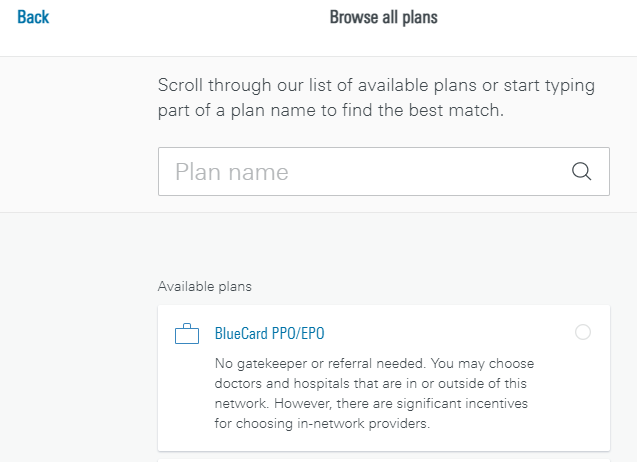 Back
Browse all plans
Scroll through our list of available plans or start typing
part of a plan name to find the best match.
Plan name
Available plans
BlueCard PPO/EPO
No gatekeeper or referral needed. You may choose
doctors and hospitals that are in or outside of this
network. However, there are significant incentives
for choosing in-network providers.